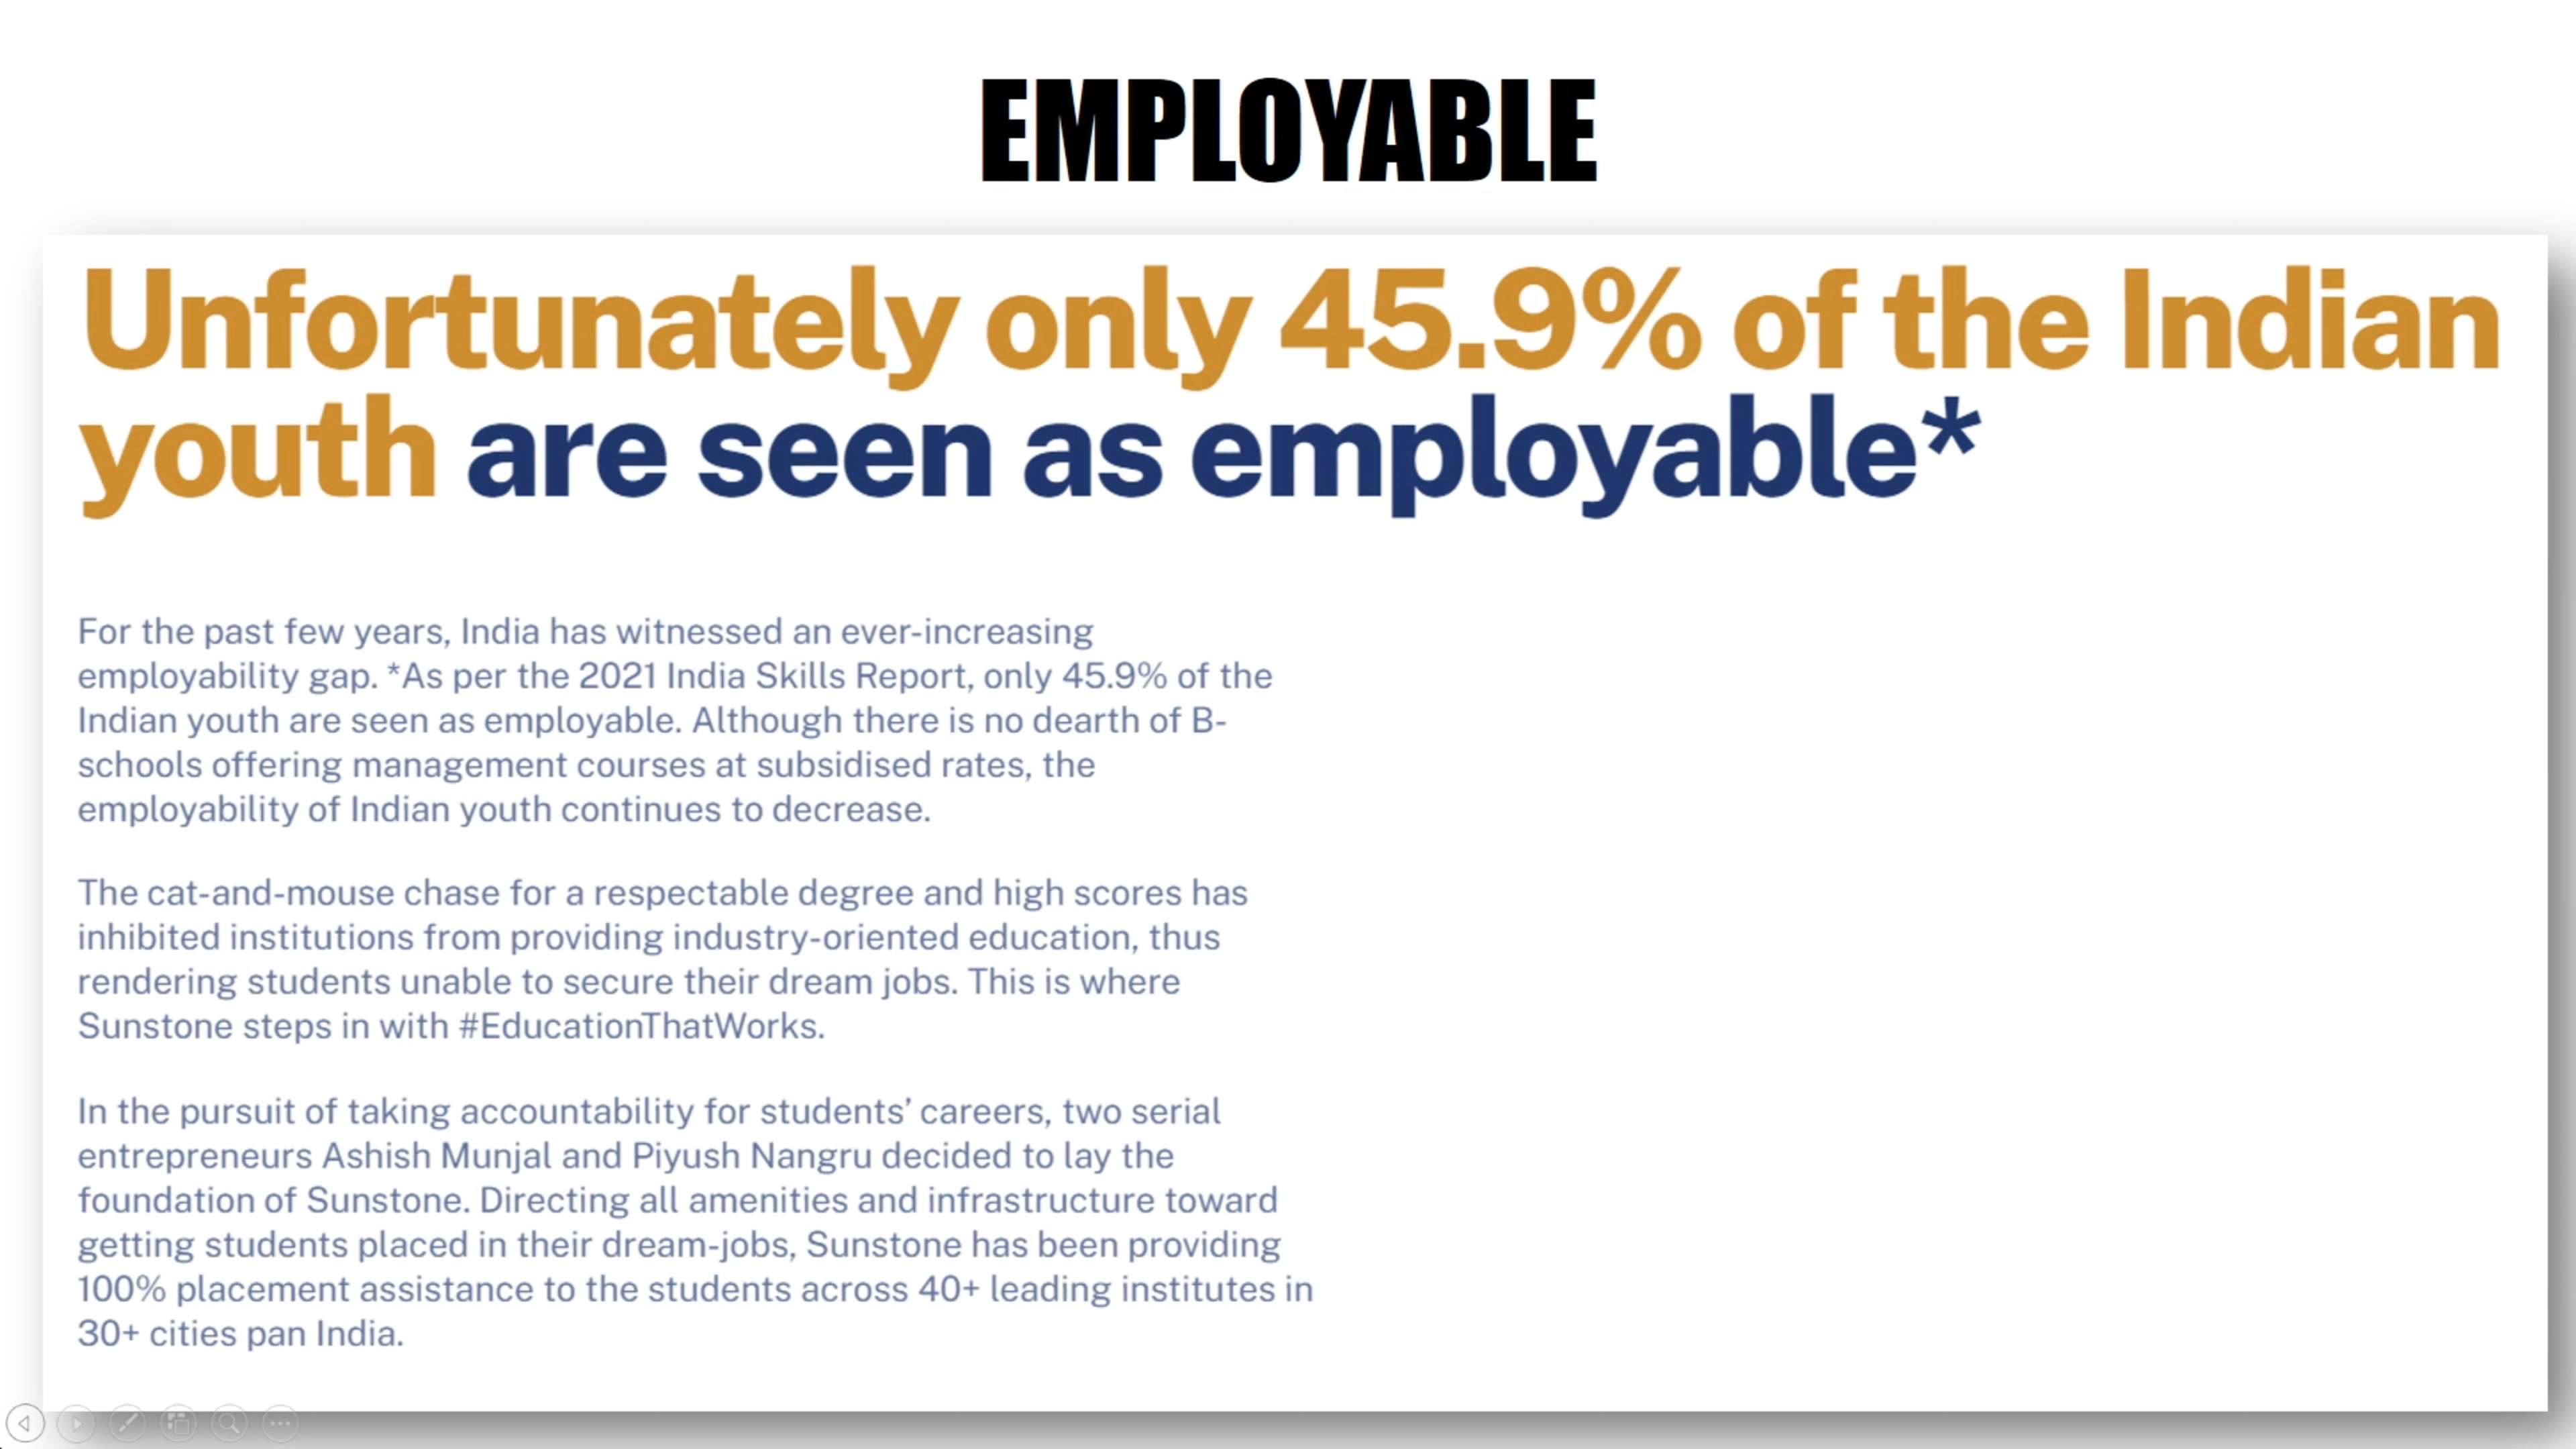 EMPLOYABLE
Unfortunately only 45.9% of the Indian
youth are seen as employable*
For the past few years, India has witnessed an ever-increasing
employability gap. *As per the 2021 India Skills Report, only 45.9% of the
Indian youth are seen as employable. Although there is no dearth of B-
schools offering management courses at subsidised rates, the
employability of Indian youth continues to decrease.
The cat-and-mouse chase for a respectable degree and high scores has
inhibited institutions from providing industry-oriented education, thus
rendering students unable to secure their dream jobs. This is where
Sunstone steps in with #EducationThatWorks.
In the pursuit of taking accountability for students’ careers, two serial
entrepreneurs Ashish Munjal and Piyush Nangru decided to lay the
foundation of Sunstone. Directing all amenities and infrastructure toward
getting students placed in their dream-jobs, Sunstone has been providing
100% placement assistance to the students across 40+ leading institutes in
30+ cities pan India.